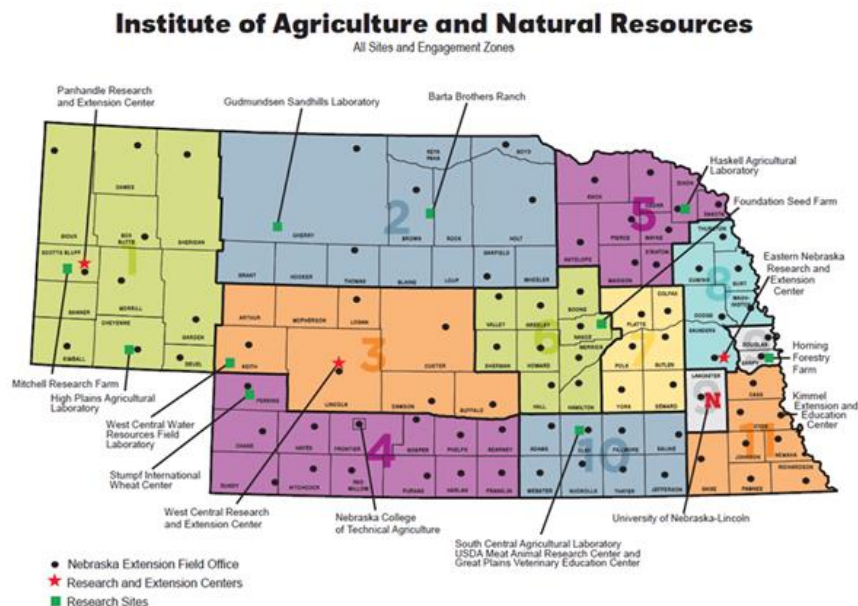 Institute of Agriculture and Natural Resources
All Sites and Engagement Zones
Panhandle Research
and Extension Center
Gudmundsen Sandhills Laboratory
Barta Brothers Ranch
Haskell Agricultural
Laboratory
Foundation Seed Farm
Eastern Nebraska
Research and
Extension
Center
Horning
Forestry
Farm
Kimmel Extension and
Education
Center
Mitchell Research Farm
High Plains Agricultural
Laboratory
West Central Water
Resources Field
Laboratory
Stumpf International
Wheat Center
West Central Research
and Extension Center
Nebraska College
of Technical Agriculture
South Central Agricultural Laboratory
USDA Meat Animal Research Center and
Great Plains Veterinary Education Center
University of Nebraska-Lincoln
1
SIOUX
DAWES
BOX
BUTTE
SHERIDAN
SCOTTS BLUFF
BANNER
MORRILL
CHEYENNE
GARDEN
KIMBALL
DEUEL
2
CHERRY
KEYA
PAHA
BOYD
BROWN
ROCK
HOLT
GRANT
HOOKER
THOMAS
BLAINE
LOUP
GARFIELD
WHEELER
3
ARTHUR
MCPHERSON
LOGAN
KEITH
LINCOLN
CUSTER
DAWSON
BUFFALO
4
PERKINS
CHASE
HAYES
FRONTIER
GOSPER
PHELPS
KEARNEY
DUNDY
HITCHCOCK
RED
WILLOW
FURNAS
HARLAN
FRANKLIN
5
KNOX
CEDAR
DIXON
DAKOTA
PIERCE
WAYNE
ANTELOPE
MADISON
STANTON
6
BOONE
VALLEY
GREELEY
NANCE
MERRICK
SHERMAN
HOWARD
HALL
HAMILTON
7
COLFAX
PLATTE
POLK
BUTLER
YORK
SEWARD
8
THURSTON
CUMING
BURT
WASH-
INGTON
DODGE
SAUNDERS
9
DOUGLAS
SARPY
9
LANCASTER
N
10
ADAMS
CLAY
FILLMORE
SALINE
WEBSTER
NUCKOLLS
THAYER
JEFFERSON
11
CASS
OTOE
JOHNSON
NEMAHA
GAGE
PAWNEE
RICHARDSON
Nebraska Extension Field Office
Research and Extension Centers
Research Sites